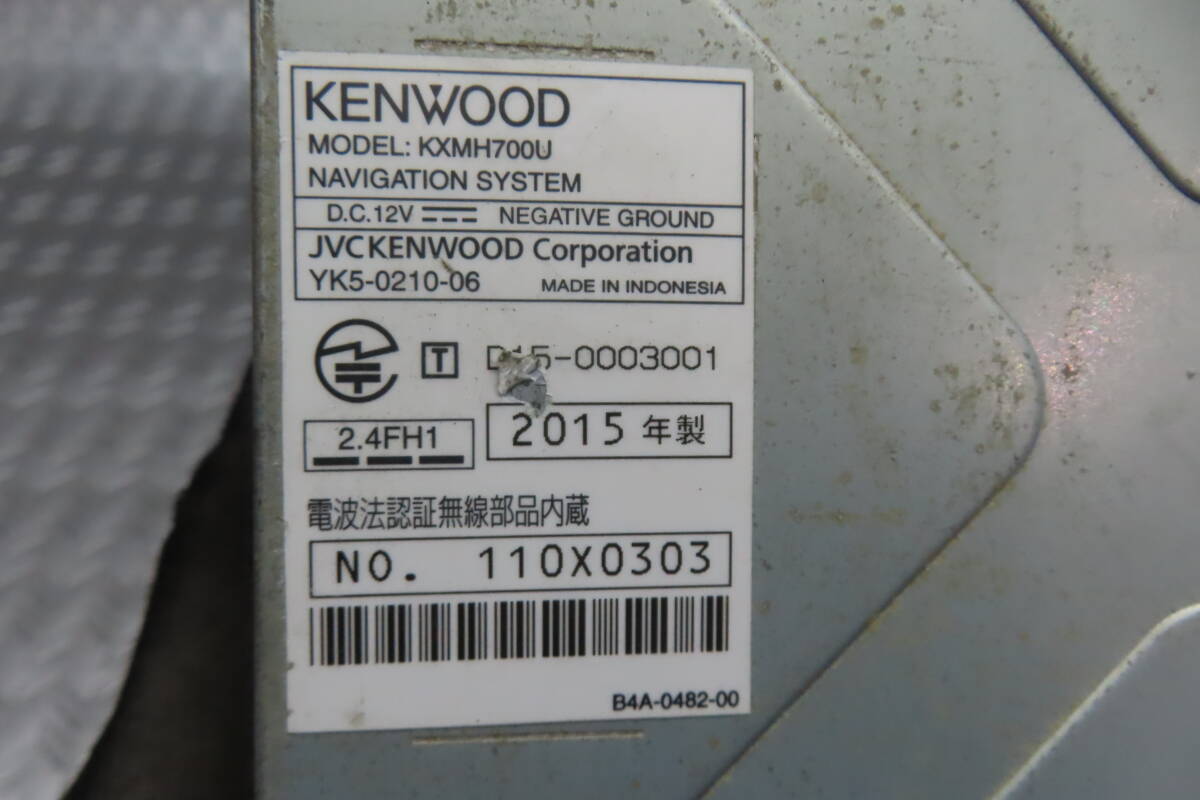 KENWOOD
MODEL: KXMH700U
NAVIGATION SYSTEM
D.C.12V NEGATIVE GROUND
JVCKENWOOD Corporation
YK5-0210-06 MADE IN INDONESIA
T D15-0003001
2.4FH1 2015 年製
電波法認証無線部品内蔵
NO. 110X0303
B4A-0482-00